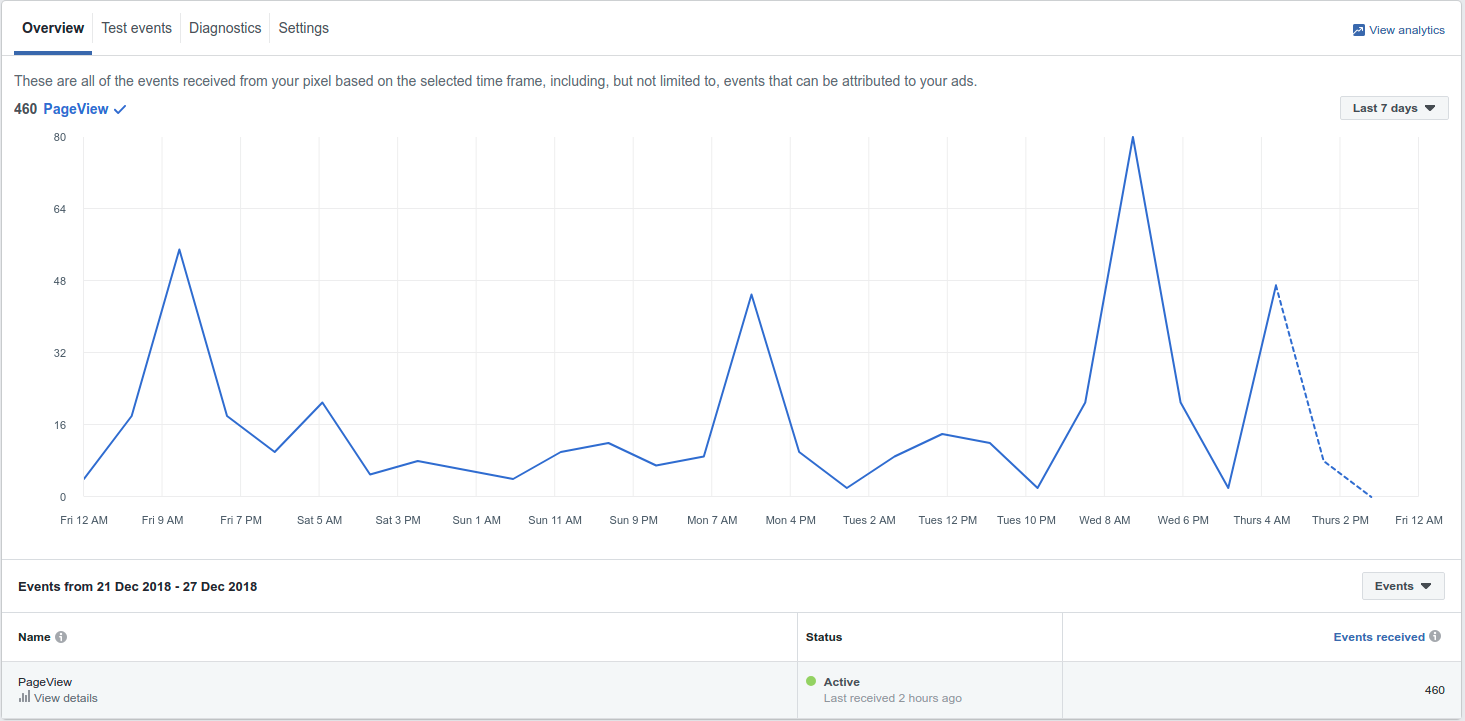 Overview Test events Diagnostics Settings View analytics
These are all of the events received from your pixel based on the selected time frame, including, but not limited to, events that can be attributed to your ads.
460 PageView Last 7 days
80
64
48
32
16
0
Fri 12 AM Fri 9 AM Fri 7 PM Sat 5 AM Sat 3 PM Sun 1 AM Sun 11 AM Sun 9 PM Mon 7 AM Mon 4 PM Tues 2 AM Tues 12 PM Tues 10 PM Wed 8 AM Wed 6 PM Thurs 4 AM Thurs 2 PM Fri 12 AM
Events from 21 Dec 2018 - 27 Dec 2018 Events
Name Status Events received
PageView Active 460
View details Last received 2 hours ago